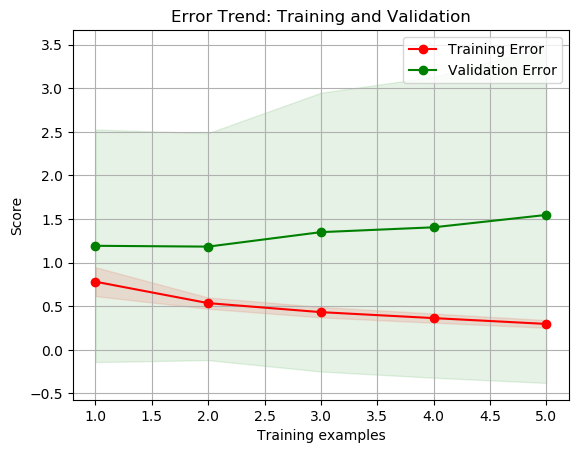 Error Trend: Training and Validation
Training Error
Validation Error
Score
3.5
3.0
2.5
2.0
1.5
1.0
0.5
0.0
−0.5
1.0 1.5 2.0 2.5 3.0 3.5 4.0 4.5 5.0
Training examples